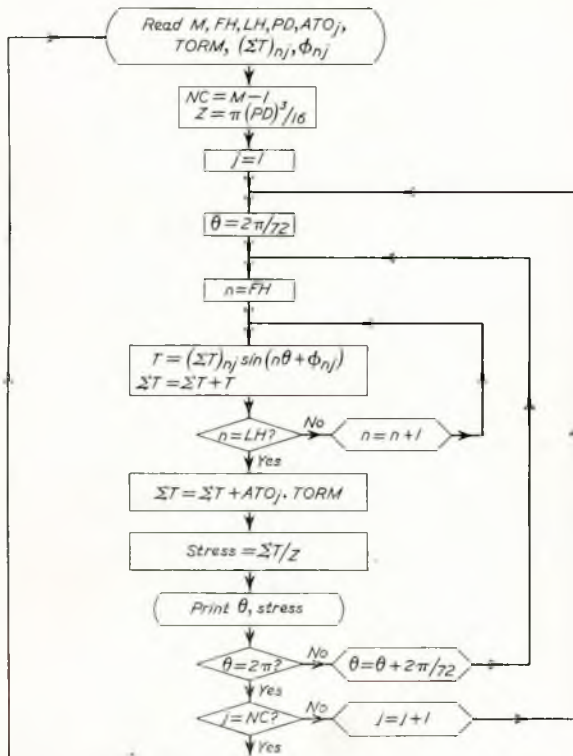 Read M, FH, LH, PD, ATOj,
TORM, (ΣT)nj, ϕnj
NC = M − 1
Z = π(PD)³/16
j = 1
θ = 2π/72
n = FH
T = (ΣT)nj sin(nθ + ϕnj)
ΣT = ΣT + T
n = LH?
No
n = n + 1
Yes
ΣT = ΣT + ATOj. TORM
Stress = ΣT/Z
Print θ, stress
θ = 2π?
No
θ = θ + 2π/72
Yes
j = NC?
No
j = j + 1
Yes